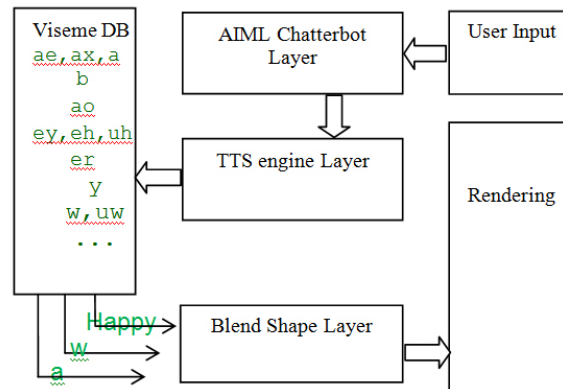 Viseme DB
ae,ax,a
b
ao
ey,eh,uh
er
y
w,uw
...
AIML Chatterbot
Layer
User Input
TTS engine Layer
Rendering
Happy
w
a
Blend Shape Layer